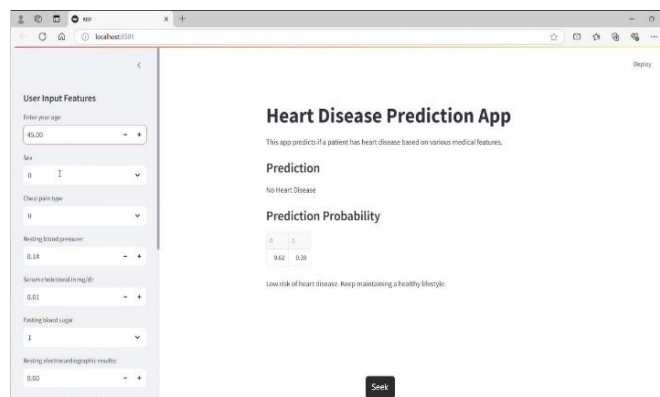 localhost:8501
Deploy
User Input Features
Enter your age:
45.00
Sex
0
Chest pain type
0
Resting blood pressure:
0.14
Serum cholesterol in mg/dl:
0.01
Fasting blood sugar
1
Resting electrocardiographic results:
0.00
Heart Disease Prediction App
This app predicts if a patient has heart disease based on various medical features.
Prediction
No Heart Disease
Prediction Probability
0 1
0.62 0.38
Low risk of heart disease. Keep maintaining a healthy lifestyle.
Seek